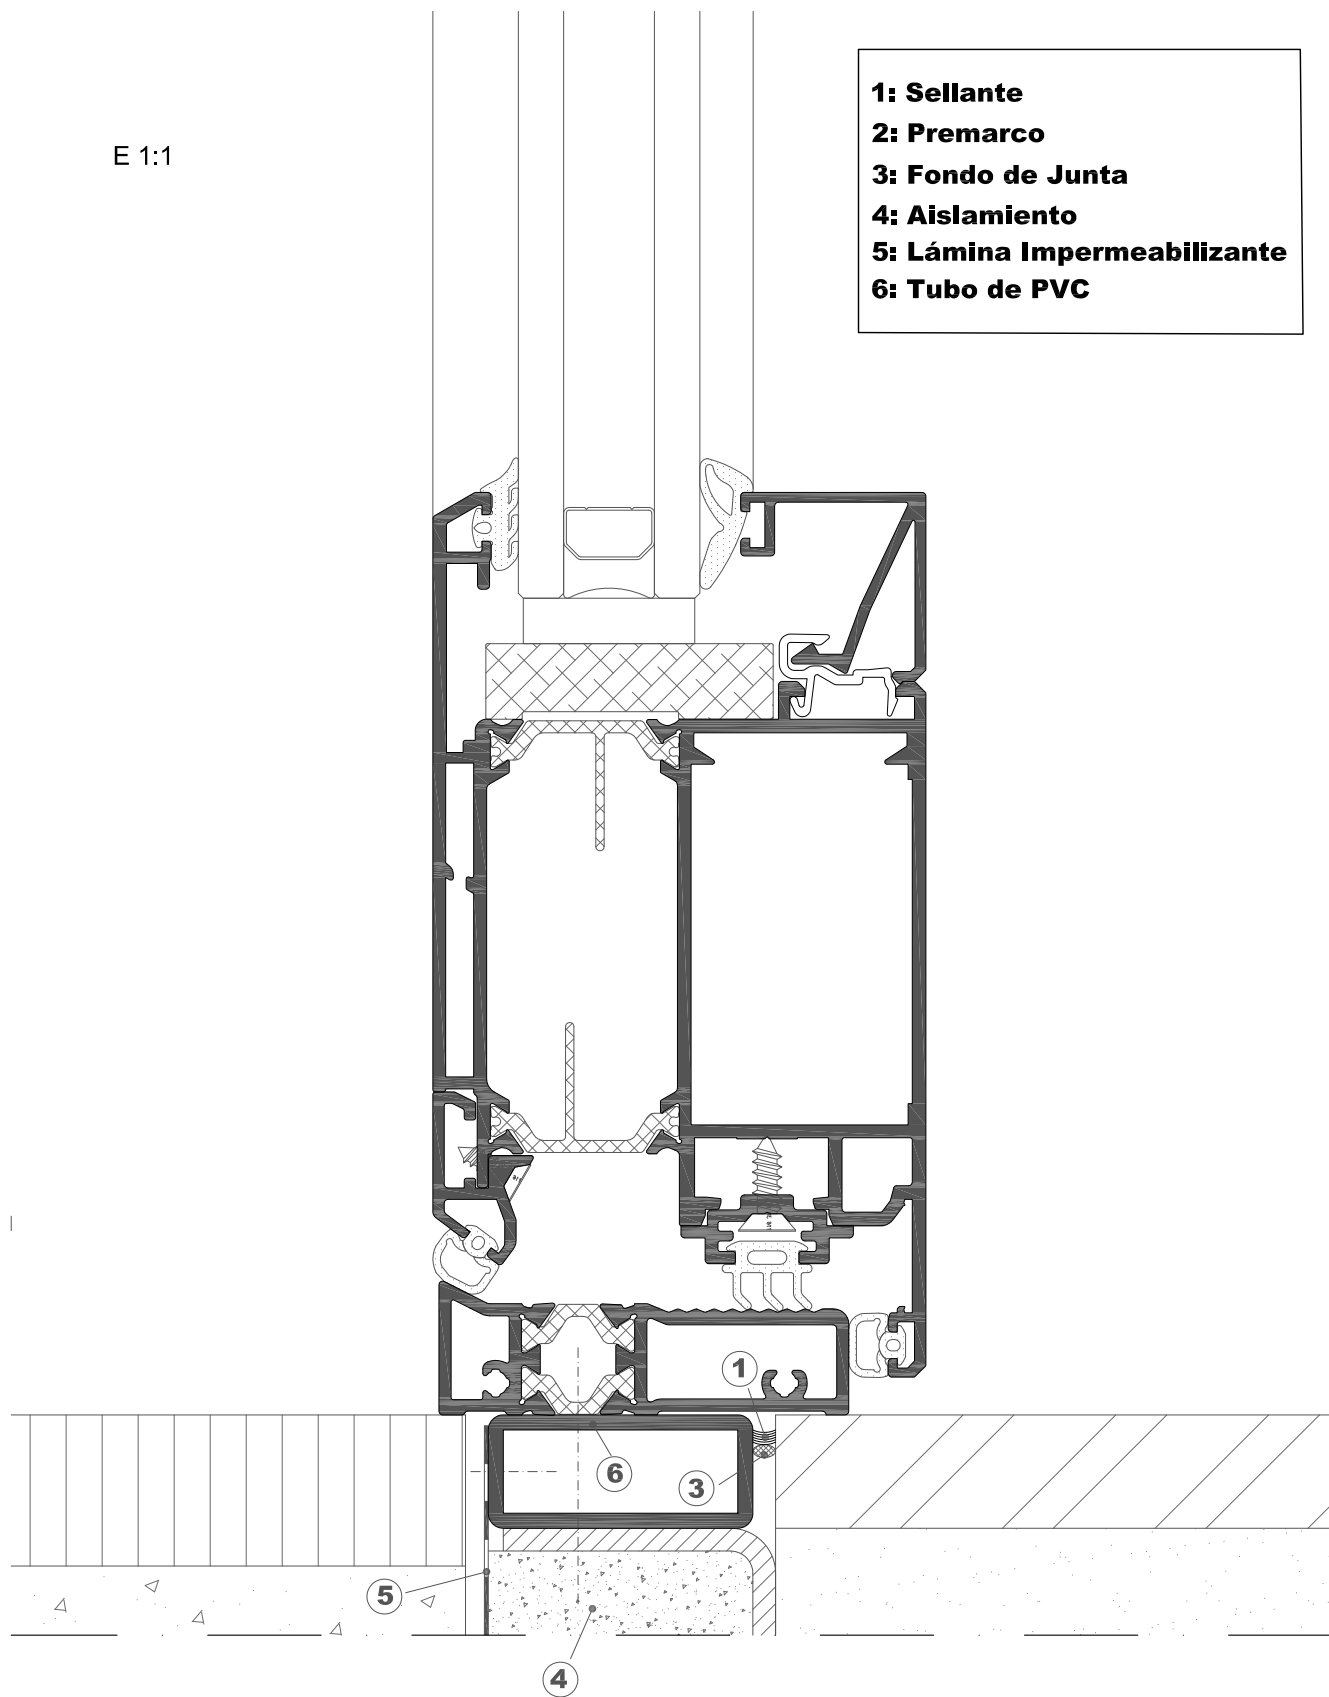 E 1:1
1: Sellante
2: Premarco
3: Fondo de Junta
4: Aislamiento
5: Lámina Impermeabilizante
6: Tubo de PVC
1
6
3
5
4